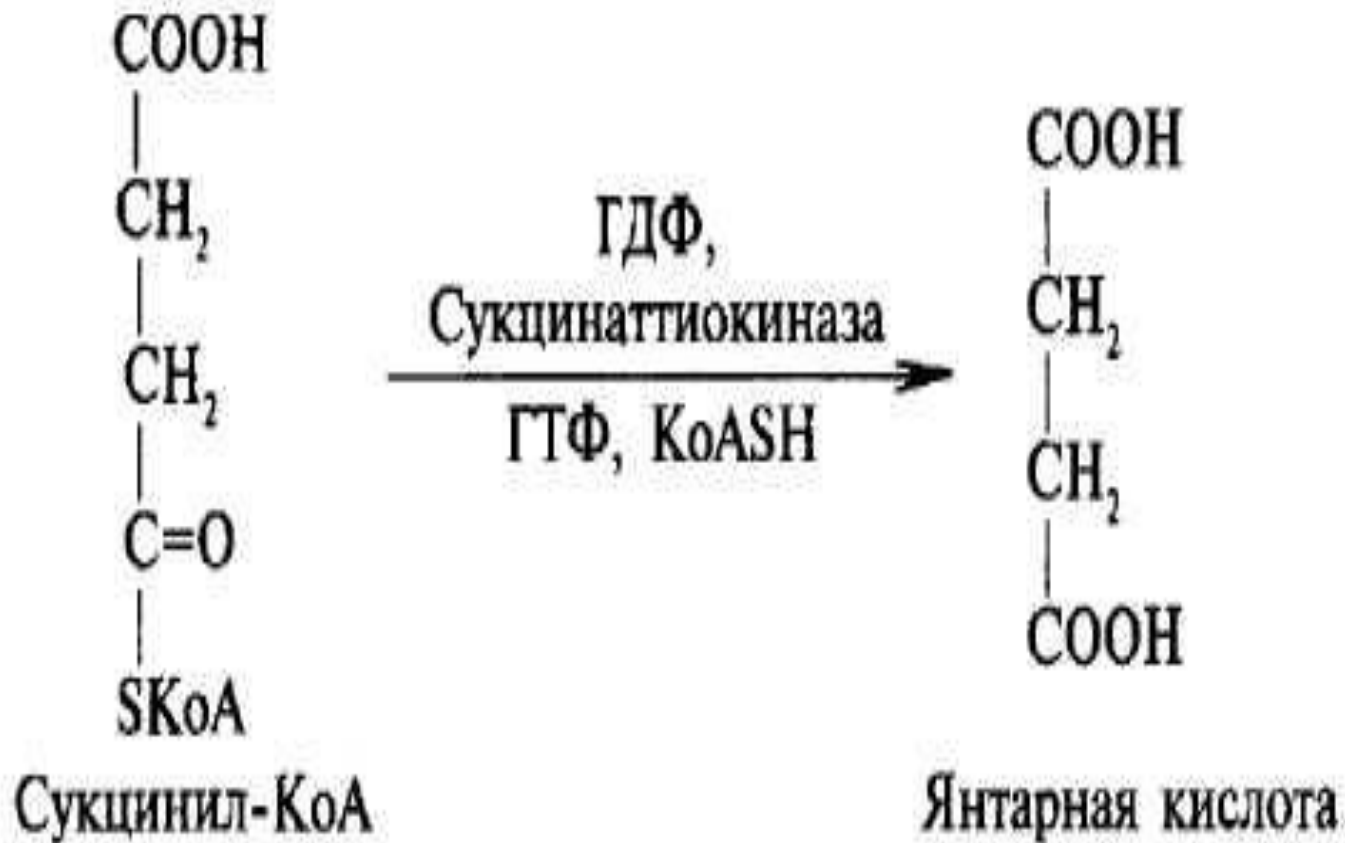 COOH
CH₂
CH₂
C=O
SKoA
Сукцинил-КоА
ГДФ,
Сукцинаттиокиназа
ГТФ, KoASH
COOH
CH₂
CH₂
COOH
Янтарная кислота